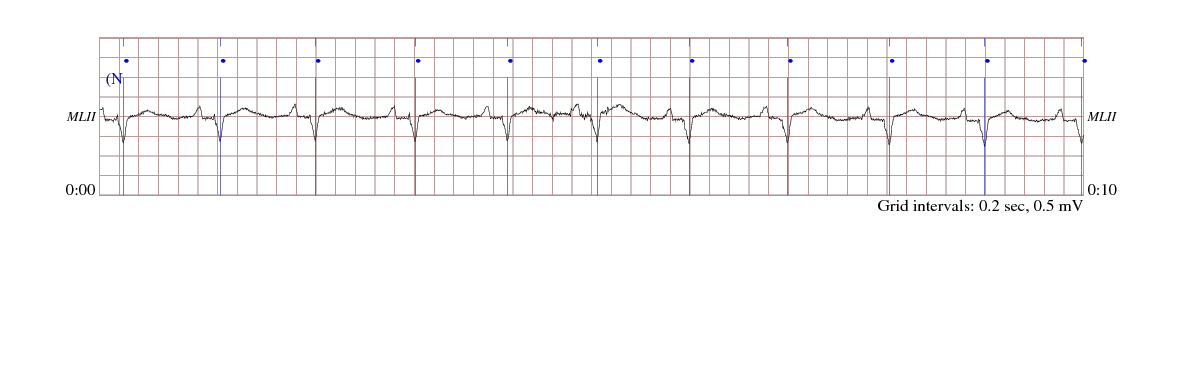 (N
MLII
MLII
0:00
0:10
Grid intervals: 0.2 sec, 0.5 mV